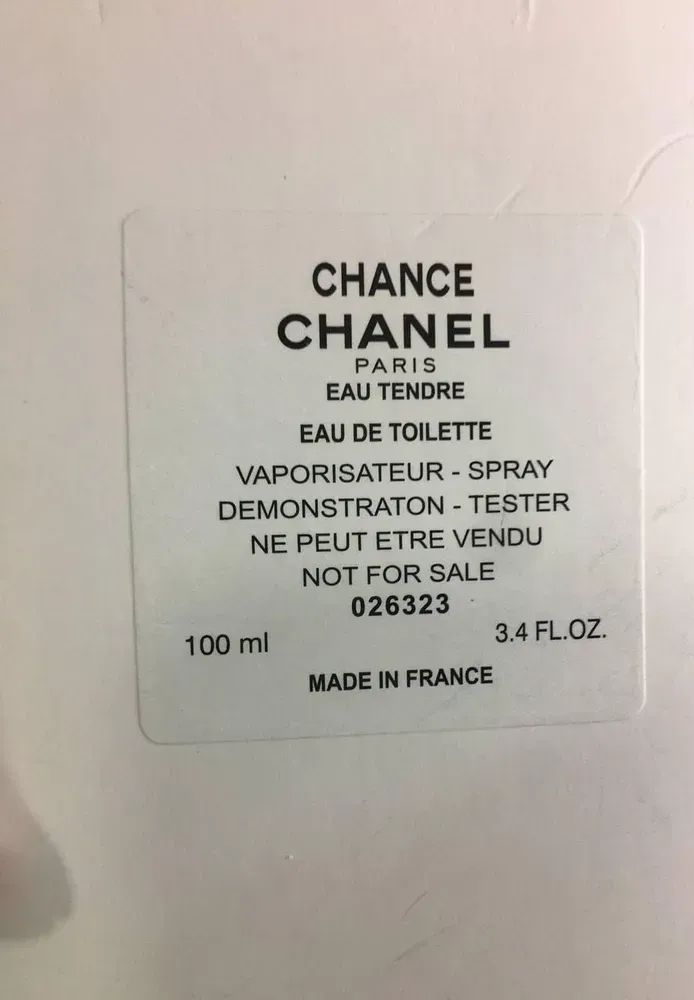 CHANCE
CHANEL
PARIS
EAU TENDRE
EAU DE TOILETTE
VAPORISATEUR - SPRAY
DEMONSTRATON - TESTER
NE PEUT ETRE VENDU
NOT FOR SALE
026323
100 ml 3.4 FL.OZ.
MADE IN FRANCE